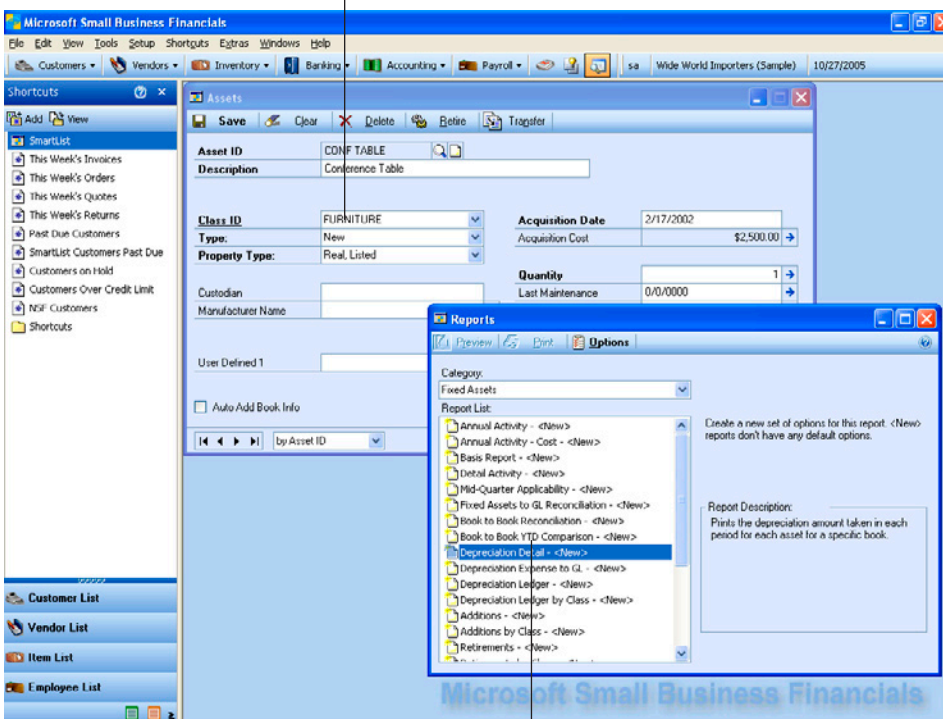 Microsoft Small Business Financials
File Edit View Tools Setup Shortcuts Extras Windows Help
Customers Vendors Inventory Banking Accounting Payroll sa Wide World Importers (Sample) 10/27/2005
Shortcuts
Add View
SmartList
This Week's Invoices
This Week's Orders
This Week's Quotes
This Week's Returns
Past Due Customers
SmartList Customers Past Due
Customers on Hold
Customers Over Credit Limit
NSF Customers
Shortcuts
Customer List
Vendor List
Item List
Employee List
Assets
Save Clear Delete Retire Transfer
Asset ID CONF TABLE
Description Conference Table
Class ID FURNITURE
Type: New
Property Type: Real, Listed
Custodian
Manufacturer Name
User Defined 1
Auto Add Book Info
by Asset ID
Acquisition Date 2/17/2002
Acquisition Cost $2,500.00
Quantity 1
Last Maintenance 0/0/0000
Reports
Preview Print Options
Category:
Fixed Assets
Report List:
Annual Activity - <New>
Annual Activity - Cost - <New>
Basis Report - <New>
Detail Activity - <New>
Mid-Quarter Applicability - <New>
Fixed Assets to GL Reconciliation - <New>
Book to Book Reconciliation - <New>
Book to Book YTD Comparison - <New>
Depreciation Detail - <New>
Depreciation Expense to GL - <New>
Depreciation Ledger - <New>
Depreciation Ledger by Class - <New>
Additions - <New>
Additions by Class - <New>
Retirements - <New>
Create a new set of options for this report. <New>
reports don't have any default options.
Report Description:
Prints the depreciation amount taken in each
period for each asset for a specific book.
Microsoft Small Business Financials